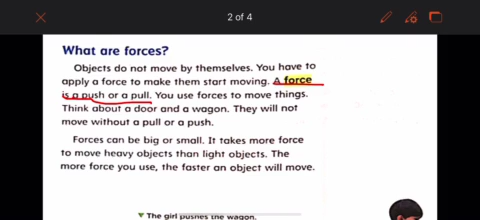 2 of 4
What are forces?
Objects do not move by themselves. You have to
apply a force to make them start moving. A force
is a push or a pull. You use forces to move things.
Think about a door and a wagon. They will not
move without a pull or a push.
Forces can be big or small. It takes more force
to move heavy objects than light objects. The
more force you use, the faster an object will move.
The girl pushes the wagon.